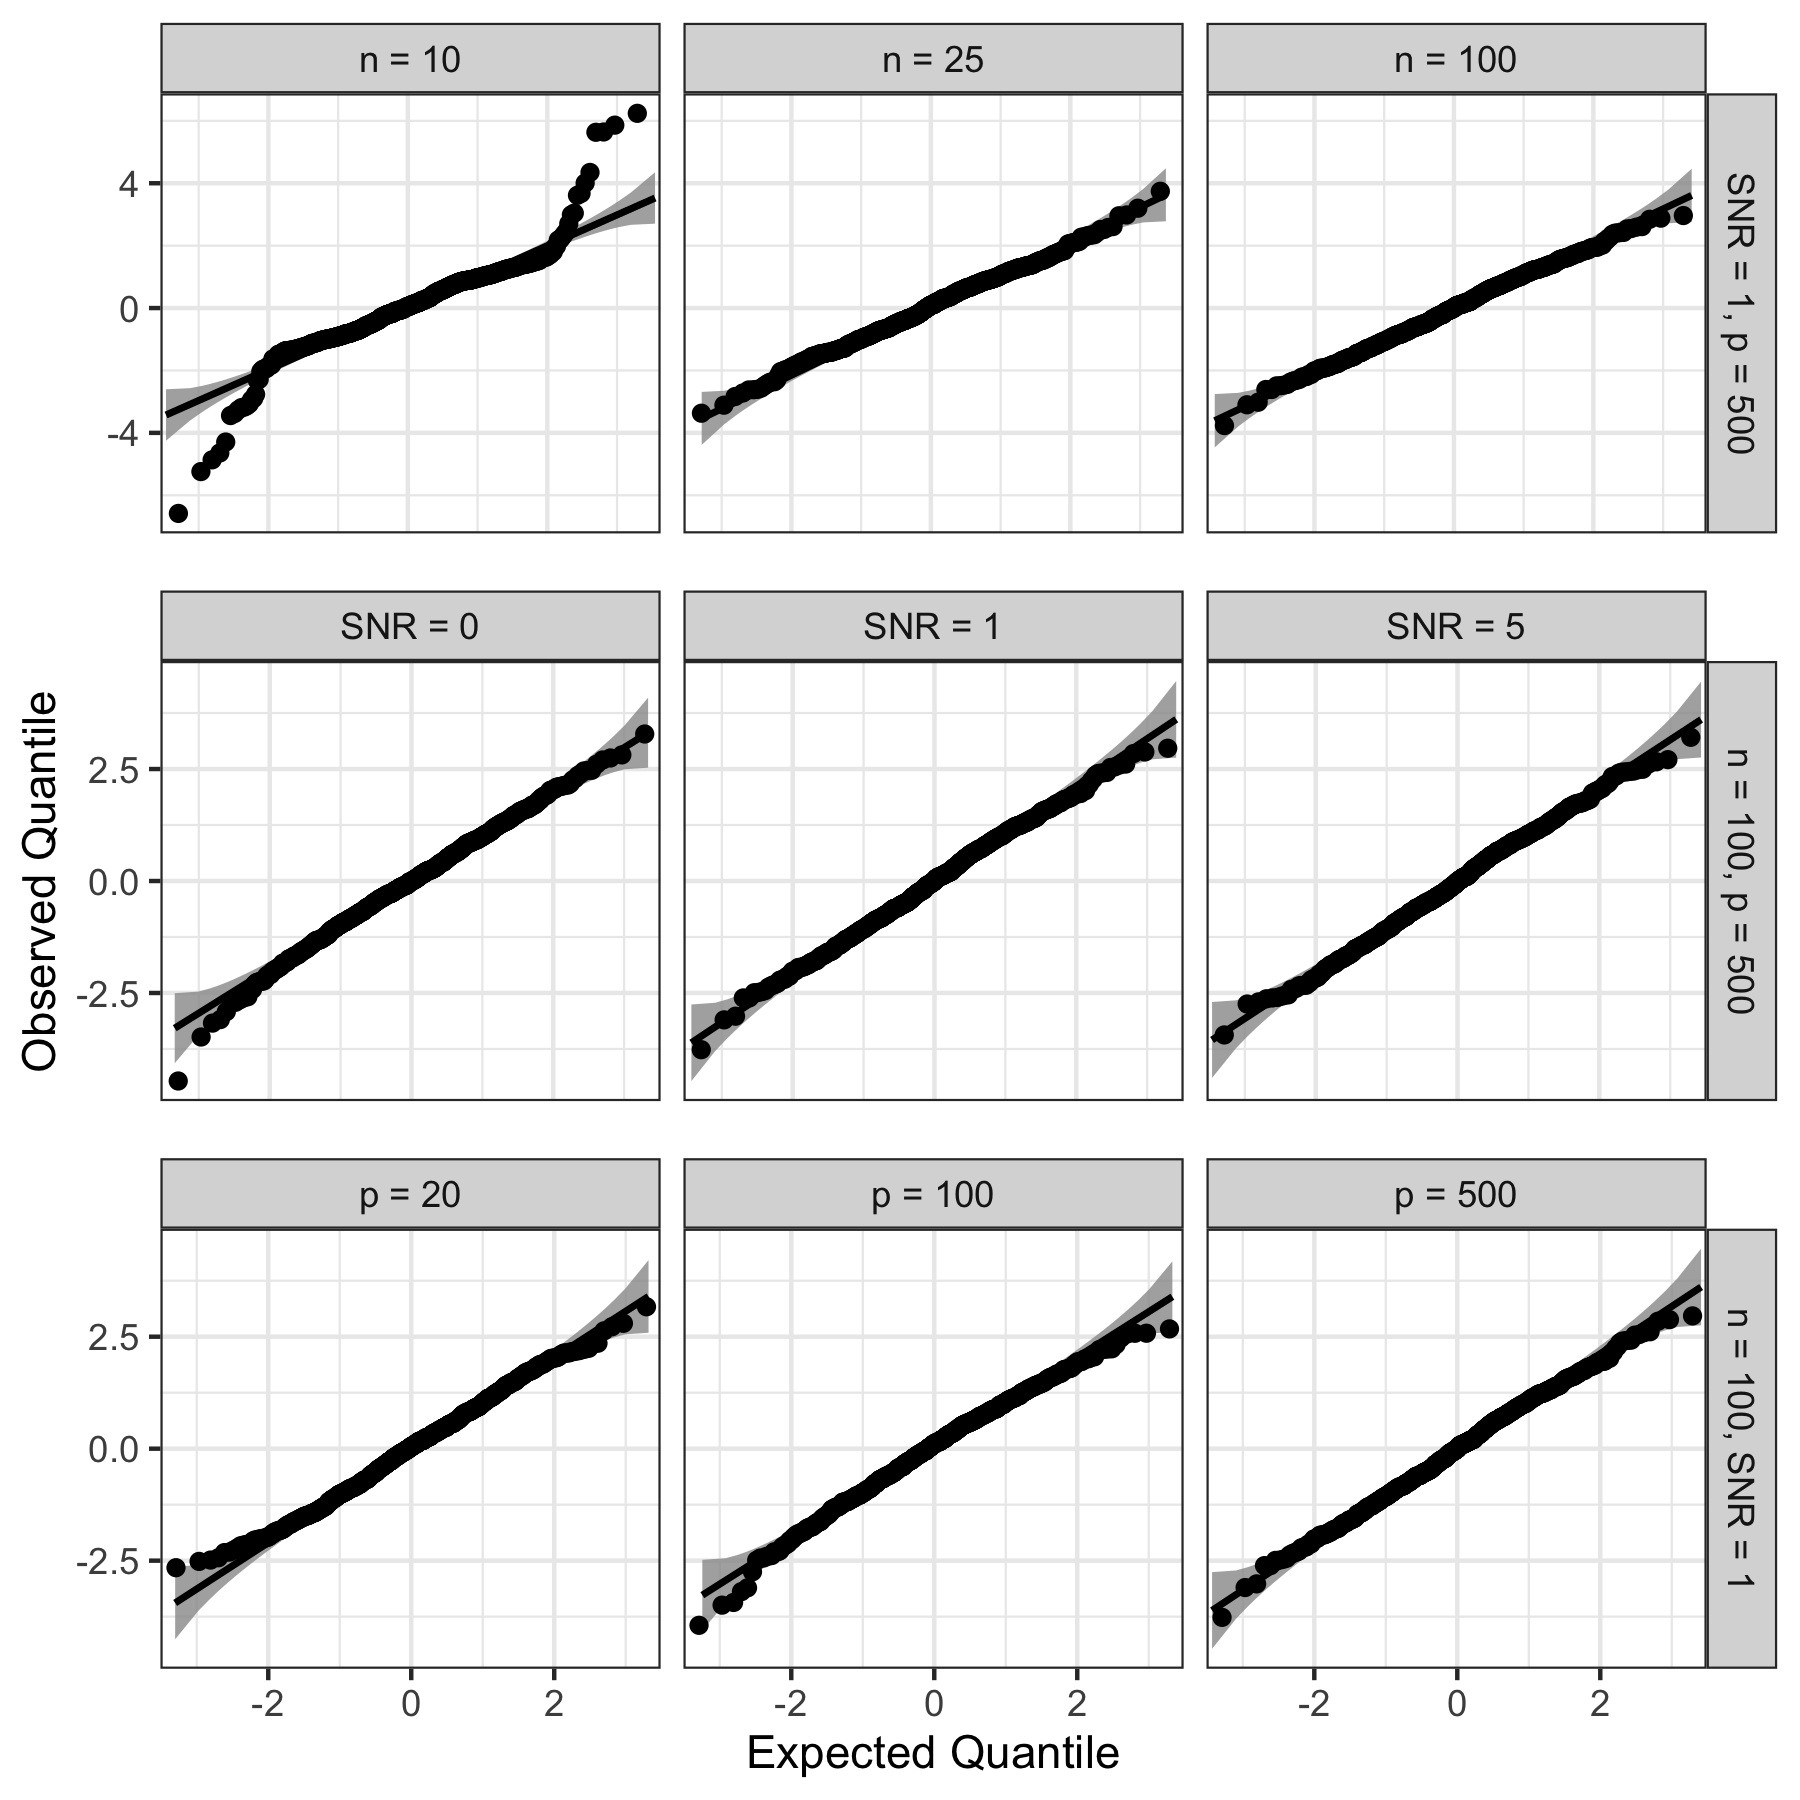 n = 10
n = 25
n = 100
4
0
-4
SNR = 1, p = 500
SNR = 0
SNR = 1
SNR = 5
2.5
0.0
-2.5
n = 100, p = 500
Observed Quantile
p = 20
p = 100
p = 500
2.5
0.0
-2.5
n = 100, SNR = 1
-2
0
2
-2
0
2
-2
0
2
Expected Quantile